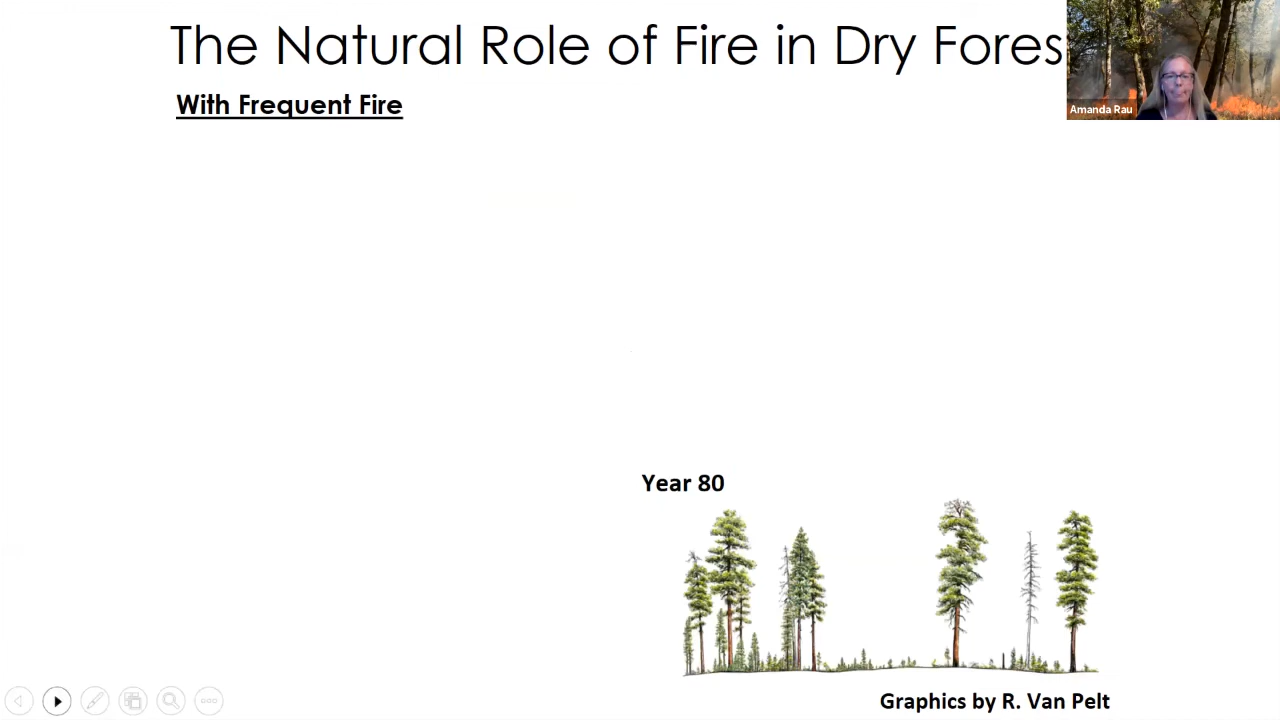 The Natural Role of Fire in Dry Fores
With Frequent Fire
Amanda Rau
Year 80
Graphics by R. Van Pelt